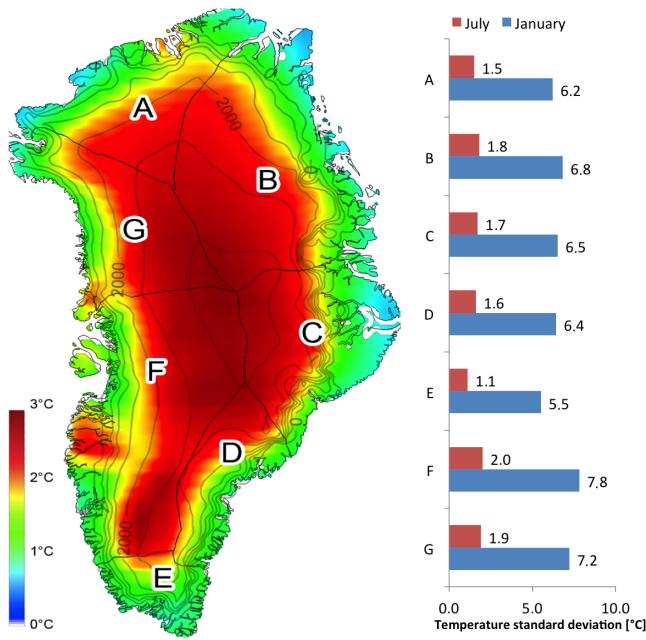 A
B
C
D
E
F
G
2000
2000
2000
0
0
3°C
2°C
1°C
0°C
July January
A 1.5 6.2
B 1.8 6.8
C 1.7 6.5
D 1.6 6.4
E 1.1 5.5
F 2.0 7.8
G 1.9 7.2
0.0 5.0 10.0
Temperature standard deviation [°C]